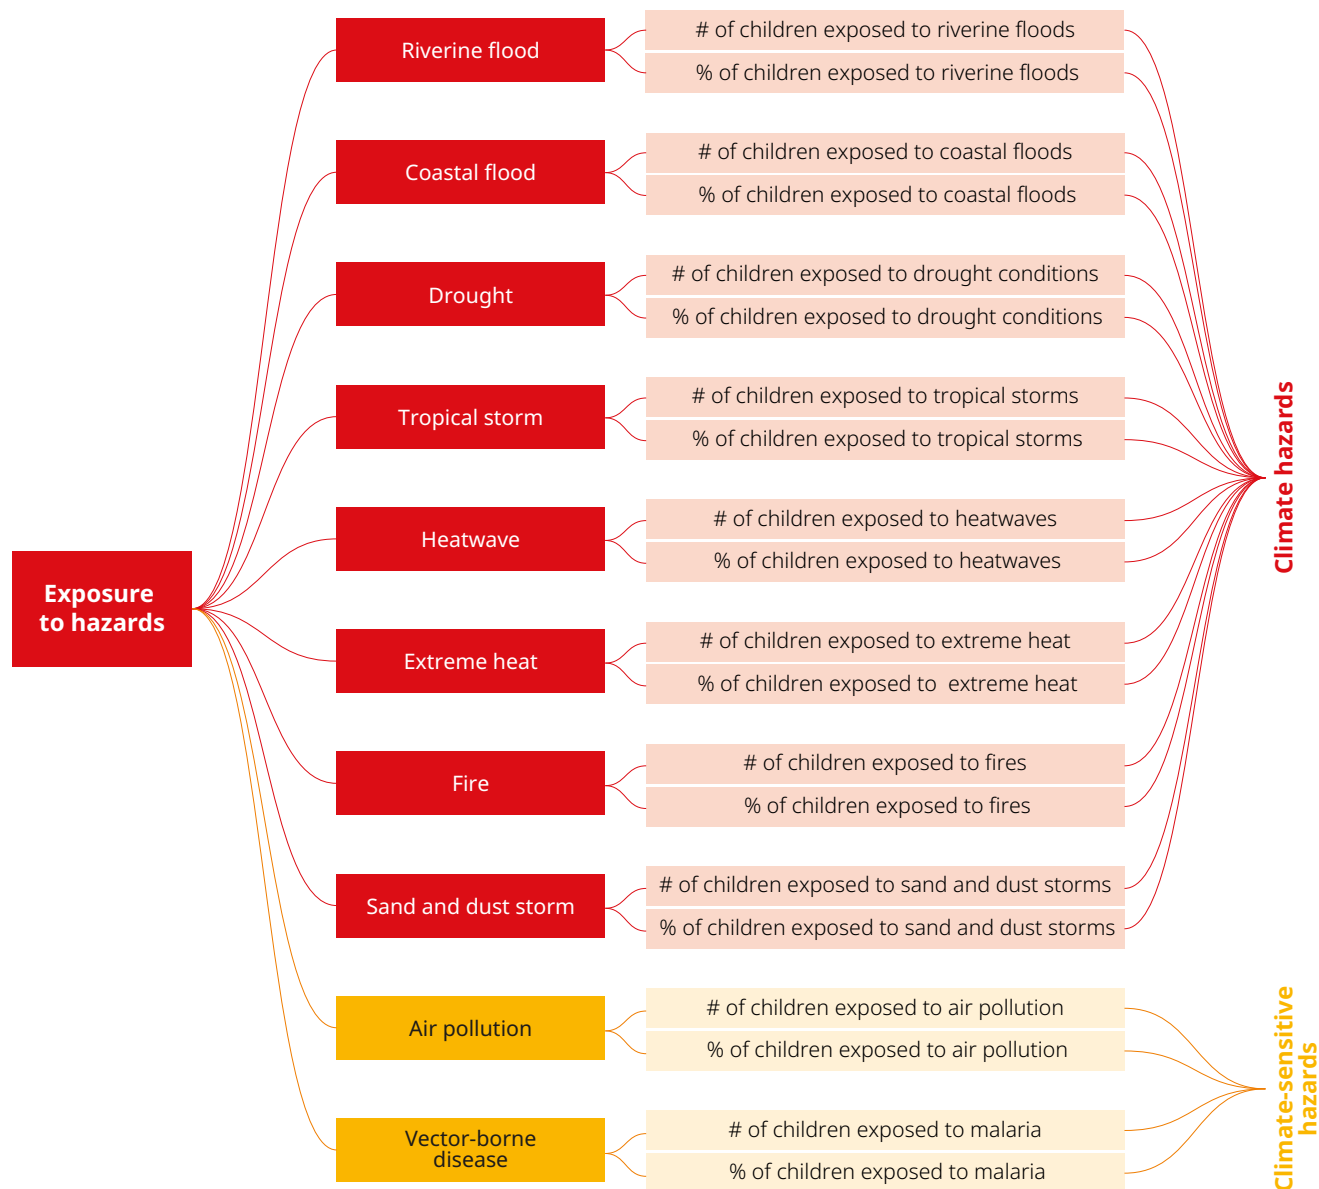 Exposure
to hazards
Riverine flood
# of children exposed to riverine floods
% of children exposed to riverine floods
Coastal flood
# of children exposed to coastal floods
% of children exposed to coastal floods
Drought
# of children exposed to drought conditions
% of children exposed to drought conditions
Tropical storm
# of children exposed to tropical storms
% of children exposed to tropical storms
Heatwave
# of children exposed to heatwaves
% of children exposed to heatwaves
Extreme heat
# of children exposed to extreme heat
% of children exposed to extreme heat
Fire
# of children exposed to fires
% of children exposed to fires
Sand and dust storm
# of children exposed to sand and dust storms
% of children exposed to sand and dust storms
Air pollution
# of children exposed to air pollution
% of children exposed to air pollution
Vector-borne
disease
# of children exposed to malaria
% of children exposed to malaria
Climate hazards
Climate-sensitive
hazards